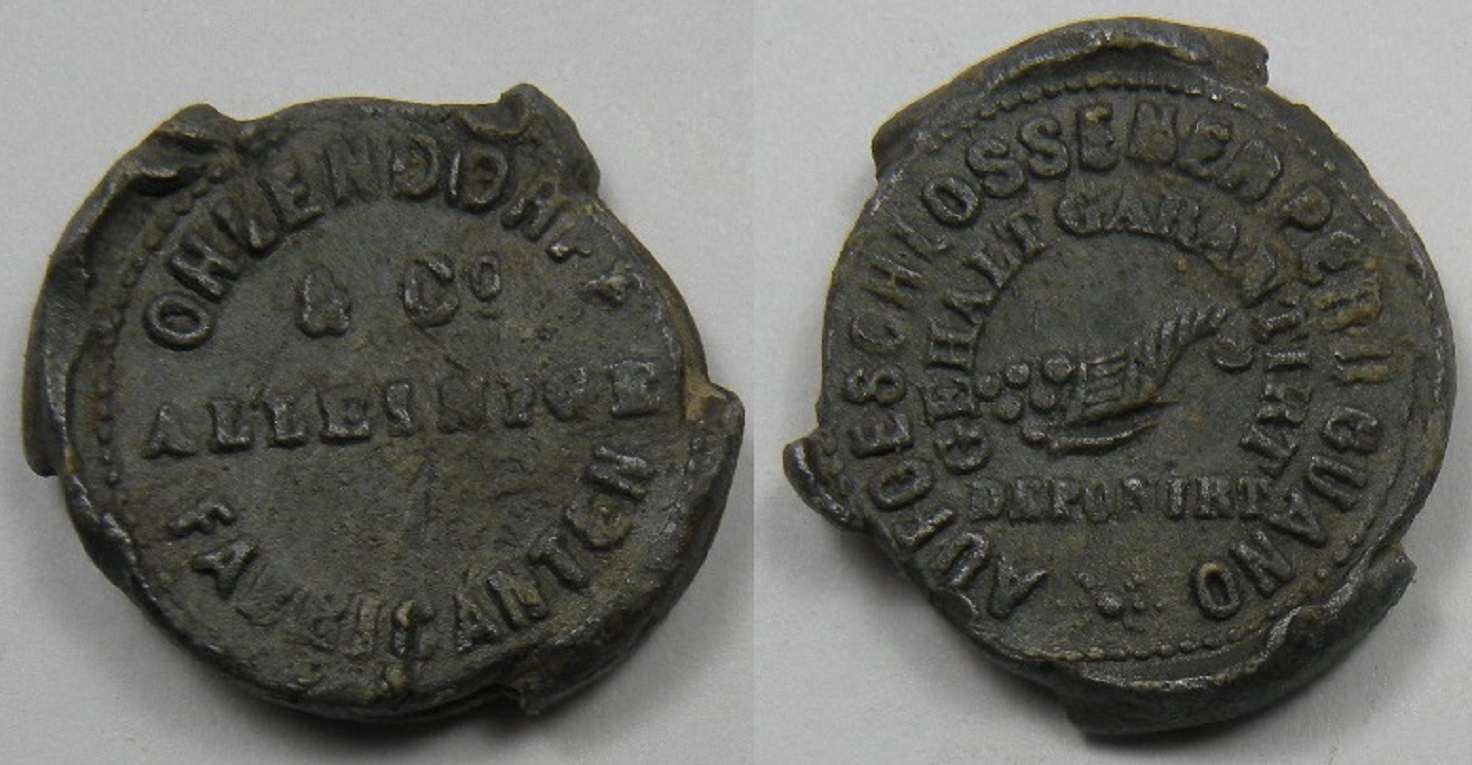 OHLENDORFF
& Co
ALLEINIGE
FABRICANTEN
AUFGESCHLOSSENER PERU GUANO
GEHALT GARANTIRT
DEPONIRT